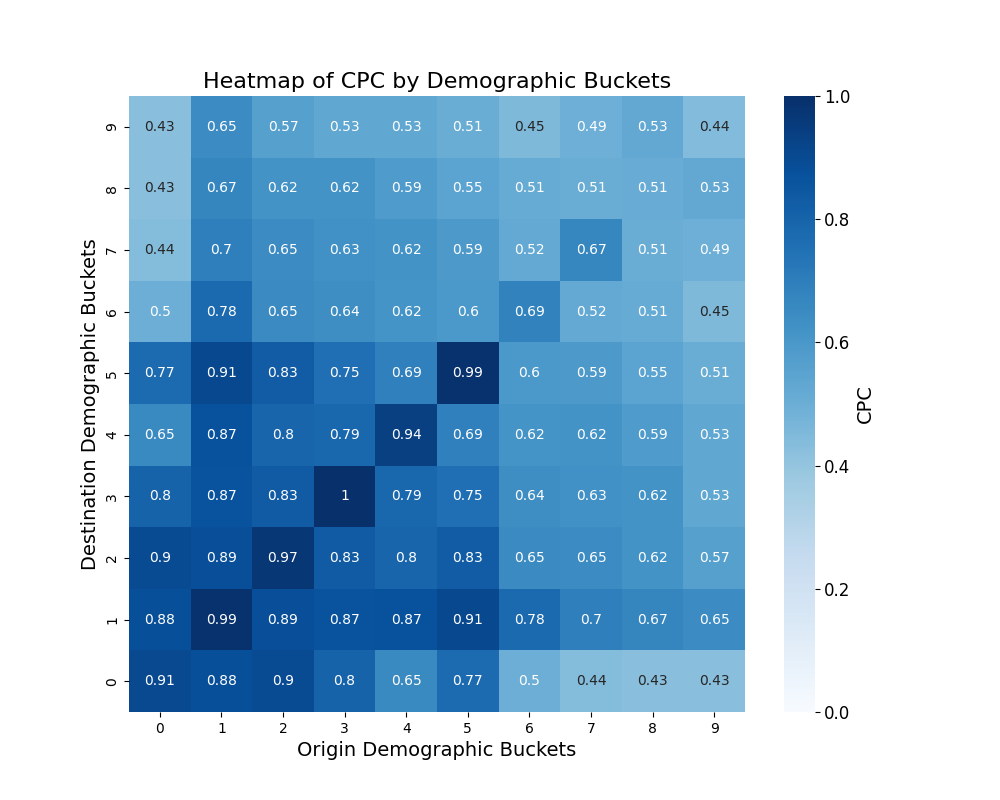 Heatmap of CPC by Demographic Buckets
9 0.43 0.65 0.57 0.53 0.53 0.51 0.45 0.49 0.53 0.44
8 0.43 0.67 0.62 0.62 0.59 0.55 0.51 0.51 0.51 0.53
7 0.44 0.7 0.65 0.63 0.62 0.59 0.52 0.67 0.51 0.49
6 0.5 0.78 0.65 0.64 0.62 0.6 0.69 0.52 0.51 0.45
5 0.77 0.91 0.83 0.75 0.69 0.99 0.6 0.59 0.55 0.51
4 0.65 0.87 0.8 0.79 0.94 0.69 0.62 0.62 0.59 0.53
3 0.8 0.87 0.83 1 0.79 0.75 0.64 0.63 0.62 0.53
2 0.9 0.89 0.97 0.83 0.8 0.83 0.65 0.65 0.62 0.57
1 0.88 0.99 0.89 0.87 0.87 0.91 0.78 0.7 0.67 0.65
0 0.91 0.88 0.9 0.8 0.65 0.77 0.5 0.44 0.43 0.43
0 1 2 3 4 5 6 7 8 9
Origin Demographic Buckets
Destination Demographic Buckets
1.0
0.8
0.6
0.4
0.2
0.0
CPC